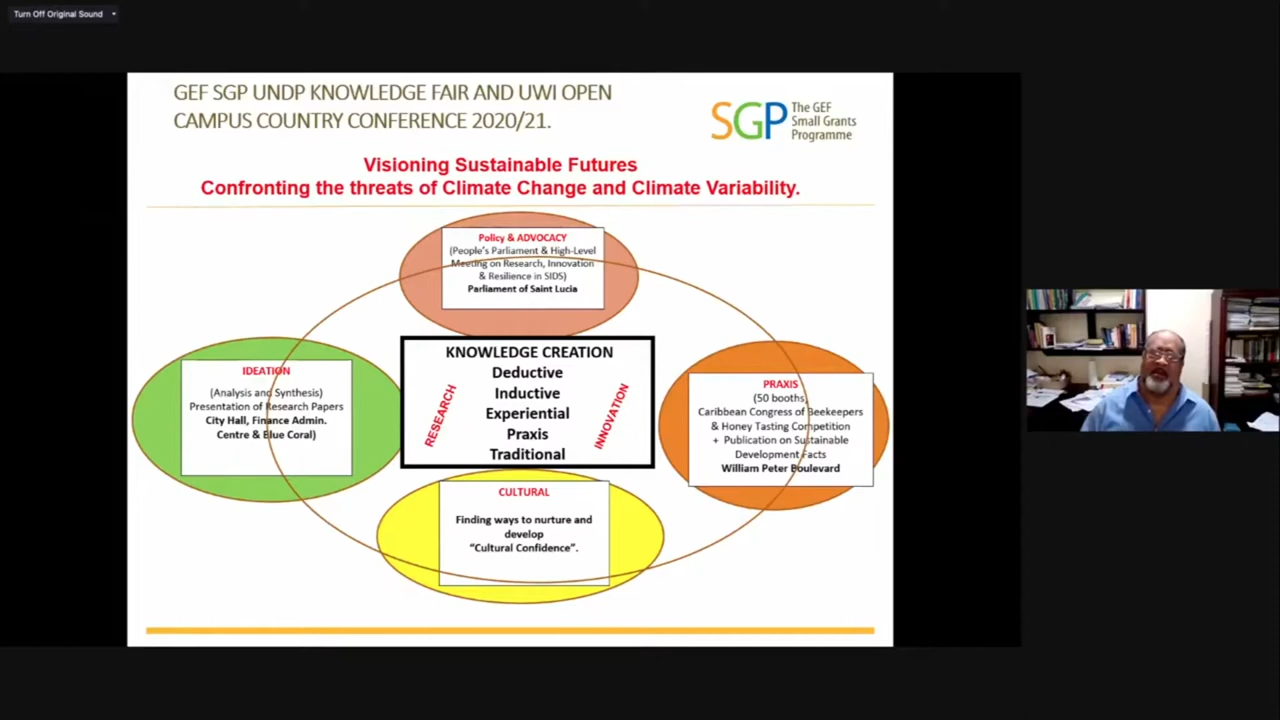 Turn Off Original Sound
GEF SGP UNDP KNOWLEDGE FAIR AND UWI OPEN
CAMPUS COUNTRY CONFERENCE 2020/21.
SGP
The GEF
Small Grants
Programme
Visioning Sustainable Futures
Confronting the threats of Climate Change and Climate Variability.
Policy & ADVOCACY
(People's Parliament & High-Level
Meeting on Research, Innovation
& Resilience in SIDS)
Parliament of Saint Lucia
IDEATION
(Analysis and Synthesis)
Presentation of Research Papers
City Hall, Finance Admin.
Centre & Blue Coral)
KNOWLEDGE CREATION
Deductive
Inductive
Experiential
Praxis
Traditional
RESEARCH
INNOVATION
PRAXIS
(50 booths,
Caribbean Congress of Beekeepers
& Honey Tasting Competition
+ Publication on Sustainable
Development Facts
William Peter Boulevard
CULTURAL
Finding ways to nurture and
develop
“Cultural Confidence”.